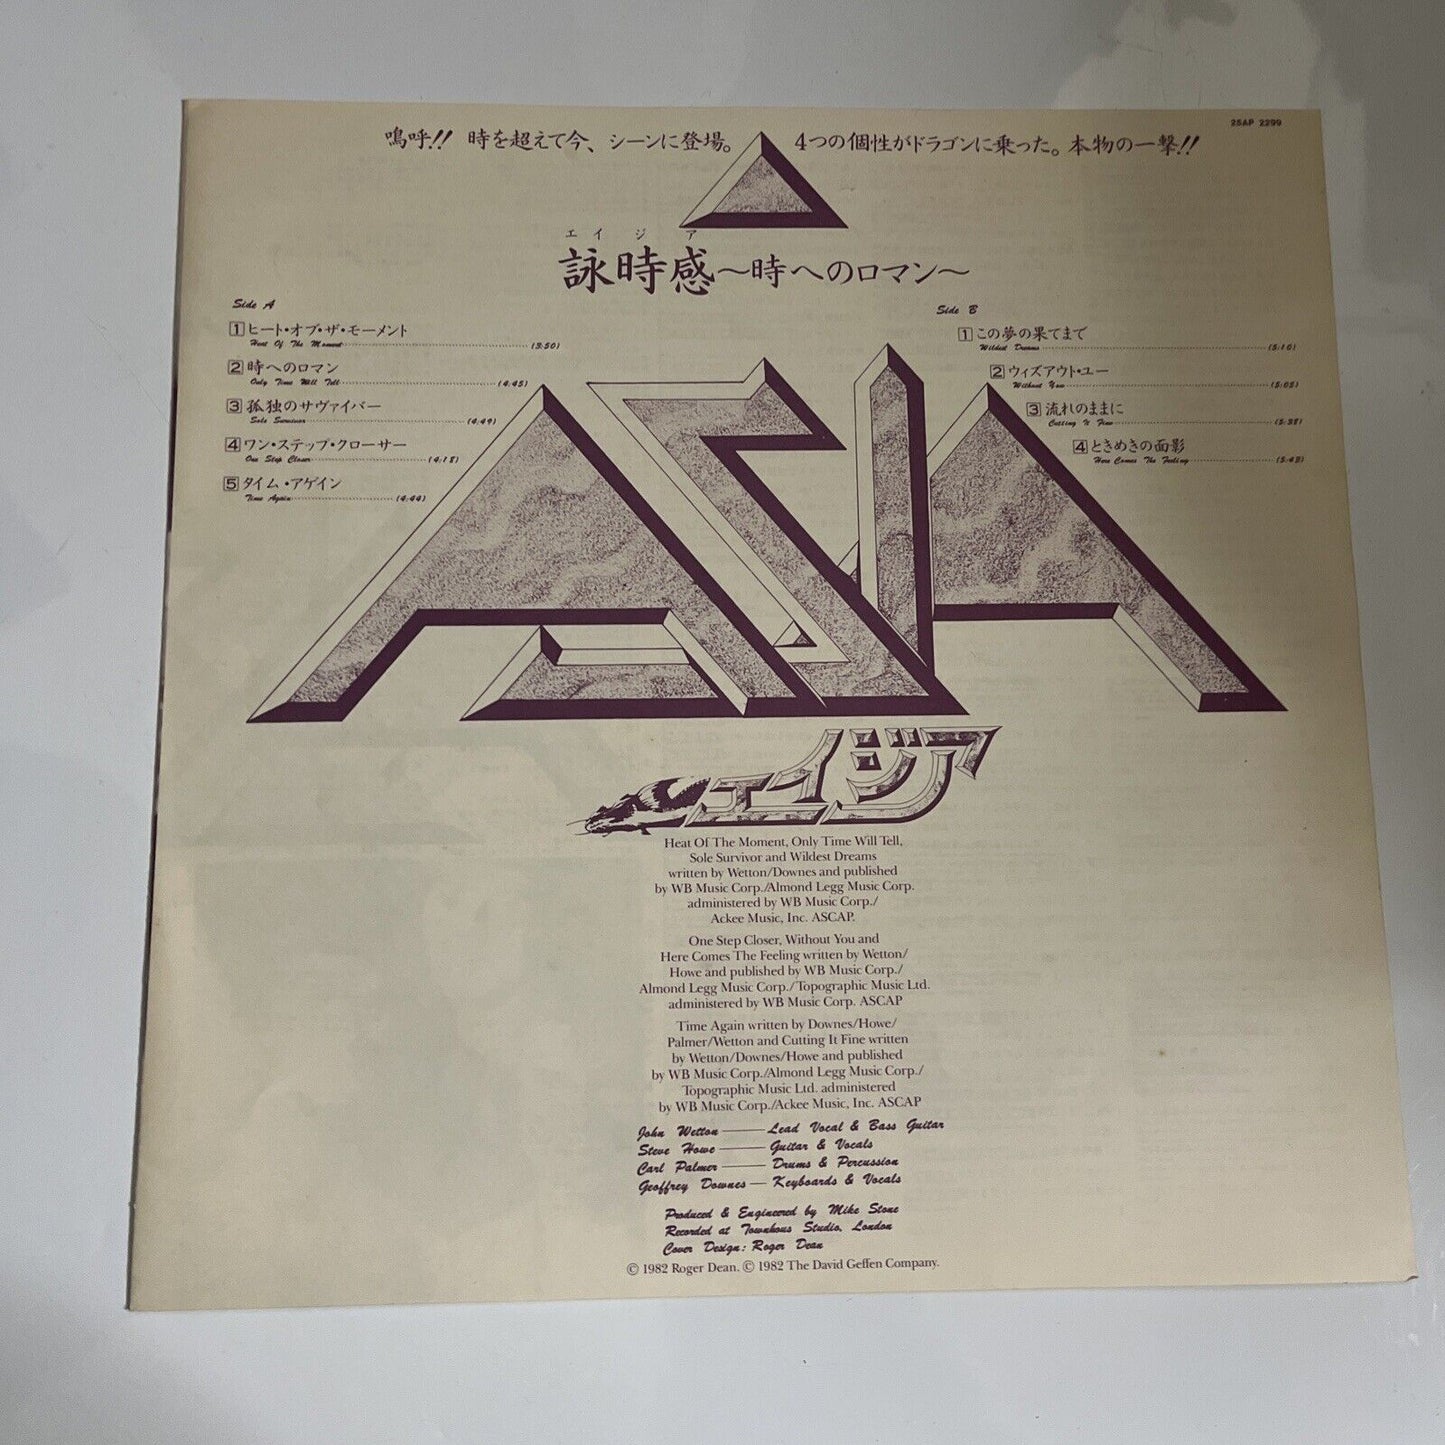 25AP 2299
嗚呼!! 時を超えて今、シーンに登場。 4つの個性がドラゴンに乗った。本物の一撃!!
エイジア
詠時感〜時へのロマン〜
Side A
1 ヒート・オブ・ザ・モーメント
Heat Of The Moment (3:50)
2 時へのロマン
Only Time Will Tell (4:45)
3 孤独のサヴァイバー
Sole Survivor (4:49)
4 ワン・ステップ・クローサー
One Step Closer (4:18)
5 タイム・アゲイン
Time Again (4:44)
Side B
1 この夢の果てまで
Wildest Dreams (5:10)
2 ウィズアウト・ユー
Without You (5:05)
3 流れのままに
Cutting It Fine (5:38)
4 ときめきの面影
Here Comes The Feeling (5:43)
ASIA
エイジア
Heat Of The Moment, Only Time Will Tell,
Sole Survivor and Wildest Dreams
written by Wetton/Downes and published
by WB Music Corp./Almond Legg Music Corp.
administered by WB Music Corp./
Ackee Music, Inc. ASCAP.
One Step Closer, Without You and
Here Comes The Feeling written by Wetton/
Howe and published by WB Music Corp./
Almond Legg Music Corp./Topographic Music Ltd.
administered by WB Music Corp. ASCAP
Time Again written by Downes/Howe/
Palmer/Wetton and Cutting It Fine written
by Wetton/Downes/Howe and published
by WB Music Corp./Almond Legg Music Corp./
Topographic Music Ltd. administered
by WB Music Corp./Ackee Music, Inc. ASCAP
John Wetton — Lead Vocal & Bass Guitar
Steve Howe — Guitar & Vocals
Carl Palmer — Drums & Percussion
Geoffrey Downes — Keyboards & Vocals
Produced & Engineered by Mike Stone
Recorded at Townhous Studio, London
Cover Design: Roger Dean
© 1982 Roger Dean. © 1982 The David Geffen Company.